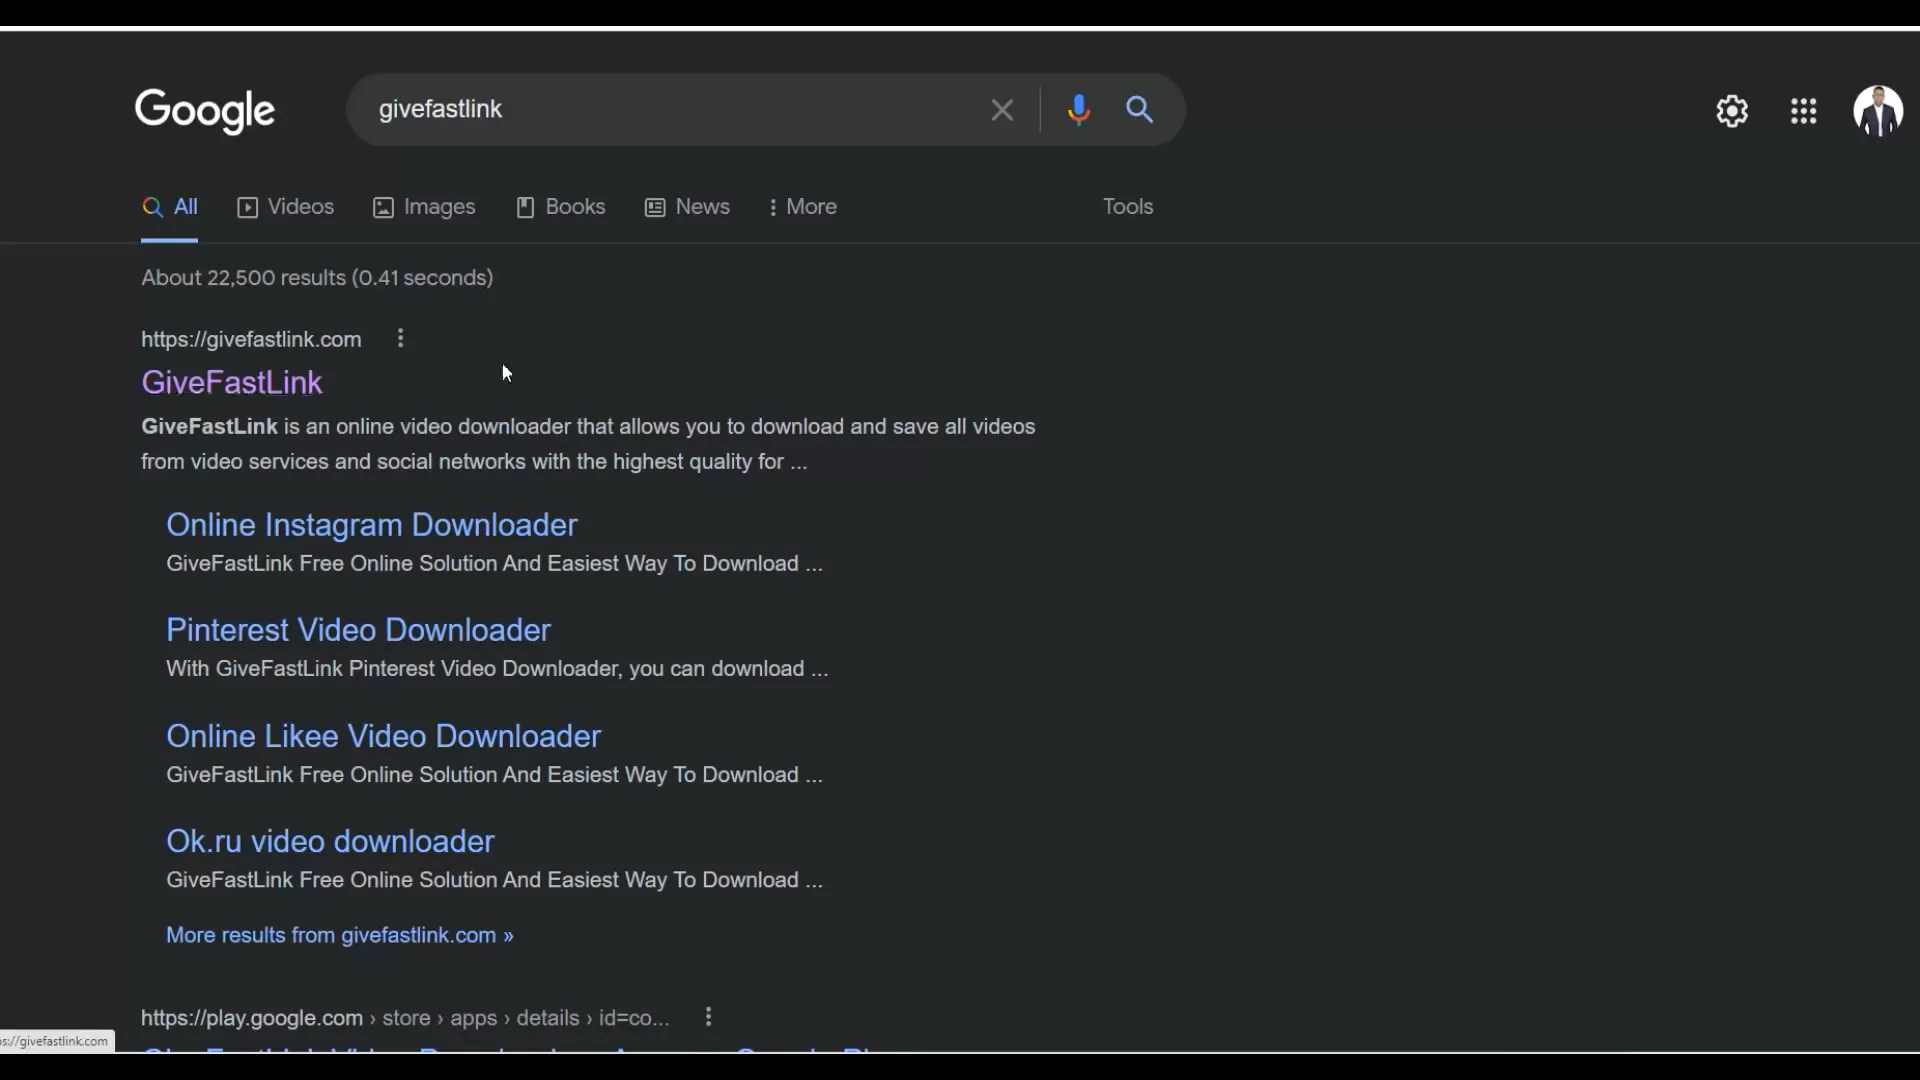 Google
givefastlink
All
Videos
Images
Books
News
More
Tools
About 22,500 results (0.41 seconds)
https://givefastlink.com
GiveFastLink
GiveFastLink is an online video downloader that allows you to download and save all videos
from video services and social networks with the highest quality for ...
Online Instagram Downloader
GiveFastLink Free Online Solution And Easiest Way To Download ...
Pinterest Video Downloader
With GiveFastLink Pinterest Video Downloader, you can download ...
Online Likee Video Downloader
GiveFastLink Free Online Solution And Easiest Way To Download ...
Ok.ru video downloader
GiveFastLink Free Online Solution And Easiest Way To Download ...
More results from givefastlink.com »
https://play.google.com › store › apps › details › id=co...
s://givefastlink.com